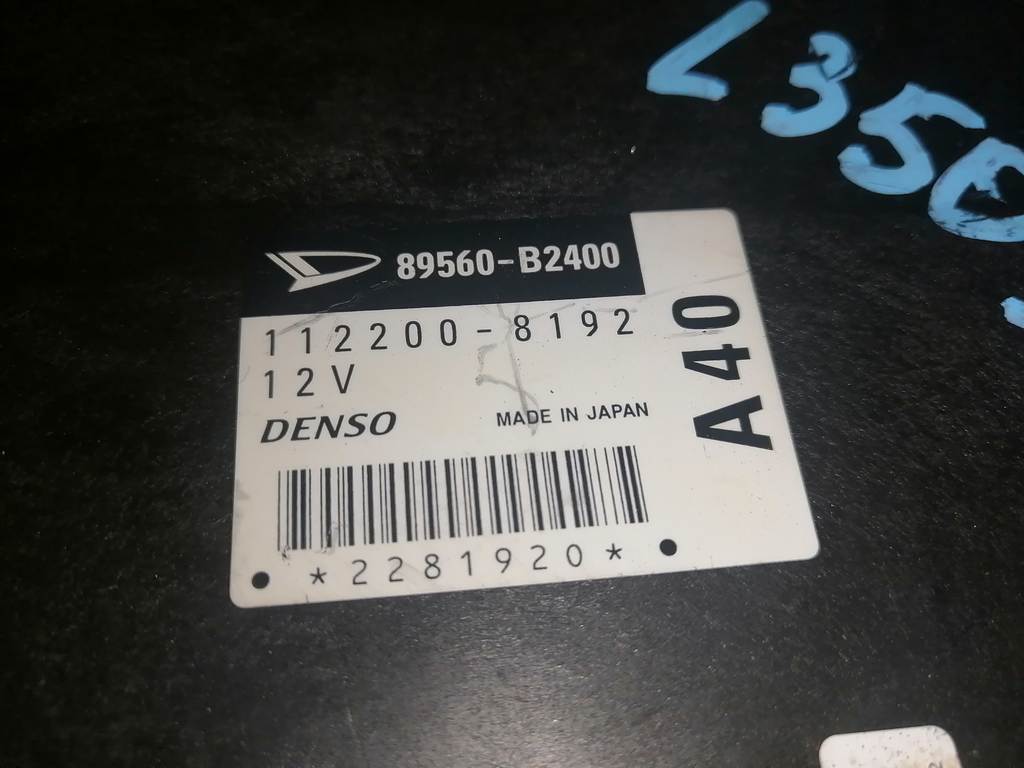 L350
89560-B2400
112200-8192
12V
DENSO MADE IN JAPAN
*2281920*
A40